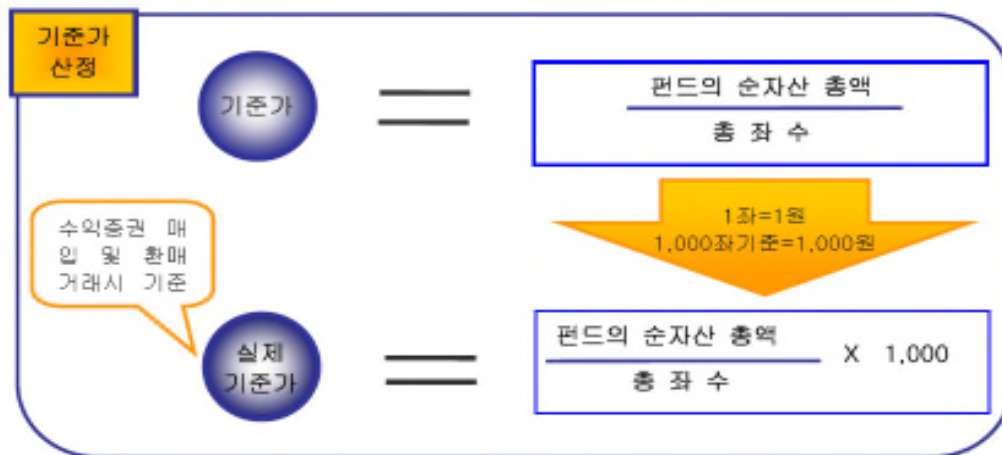 기준가
산정
기준가
펀드의 순자산 총액
총 좌 수
1좌=1원
1,000좌기준=1,000원
수익증권 매
입 및 환매
거래시 기준
실제
기준가
펀드의 순자산 총액
총 좌 수
X 1,000